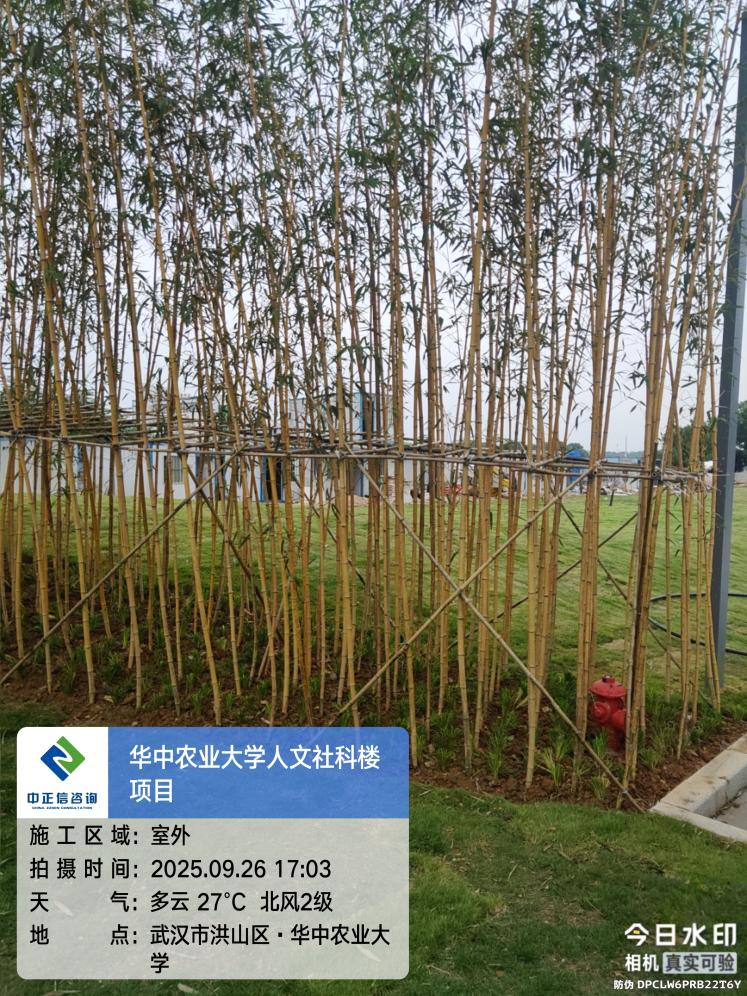 中正信咨询
CHINA ZZXIN CONSULTATION
华中农业大学人文社科楼
项目
施工区域：室外
拍摄时间：2025.09.26 17:03
天气：多云 27℃ 北风2级
地点：武汉市洪山区·华中农业大
学
今日水印
相机 真实可验
防伪 DPCLW6PRB22T6Y